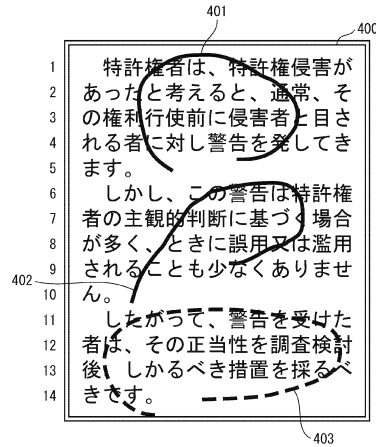 401
400
1 特許権者は、特許権侵害が
2 あったと考えると、通常、そ
3 の権利行使前に侵害者と目さ
4 れる者に対し警告を発してき
5 ます。
6 しかし、この警告は特許権
7 者の主観的判断に基づく場合
8 が多く、ときに誤用又は濫用
9 されることも少なくありませ
402
10 ん。
11 したがって、警告を受けた
12 者は、その正当性を調査検討
13 後、しかるべき措置を採るべ
14 きです。
403